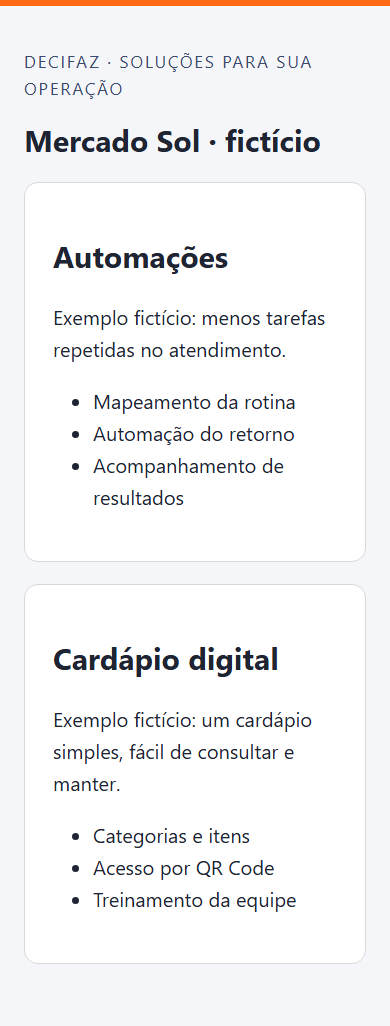 DECIFAZ · SOLUÇÕES PARA SUA
OPERAÇÃO
Mercado Sol · fictício
Automações
Exemplo fictício: menos tarefas
repetidas no atendimento.
• Mapeamento da rotina
• Automação do retorno
• Acompanhamento de
resultados
Cardápio digital
Exemplo fictício: um cardápio
simples, fácil de consultar e
manter.
• Categorias e itens
• Acesso por QR Code
• Treinamento da equipe